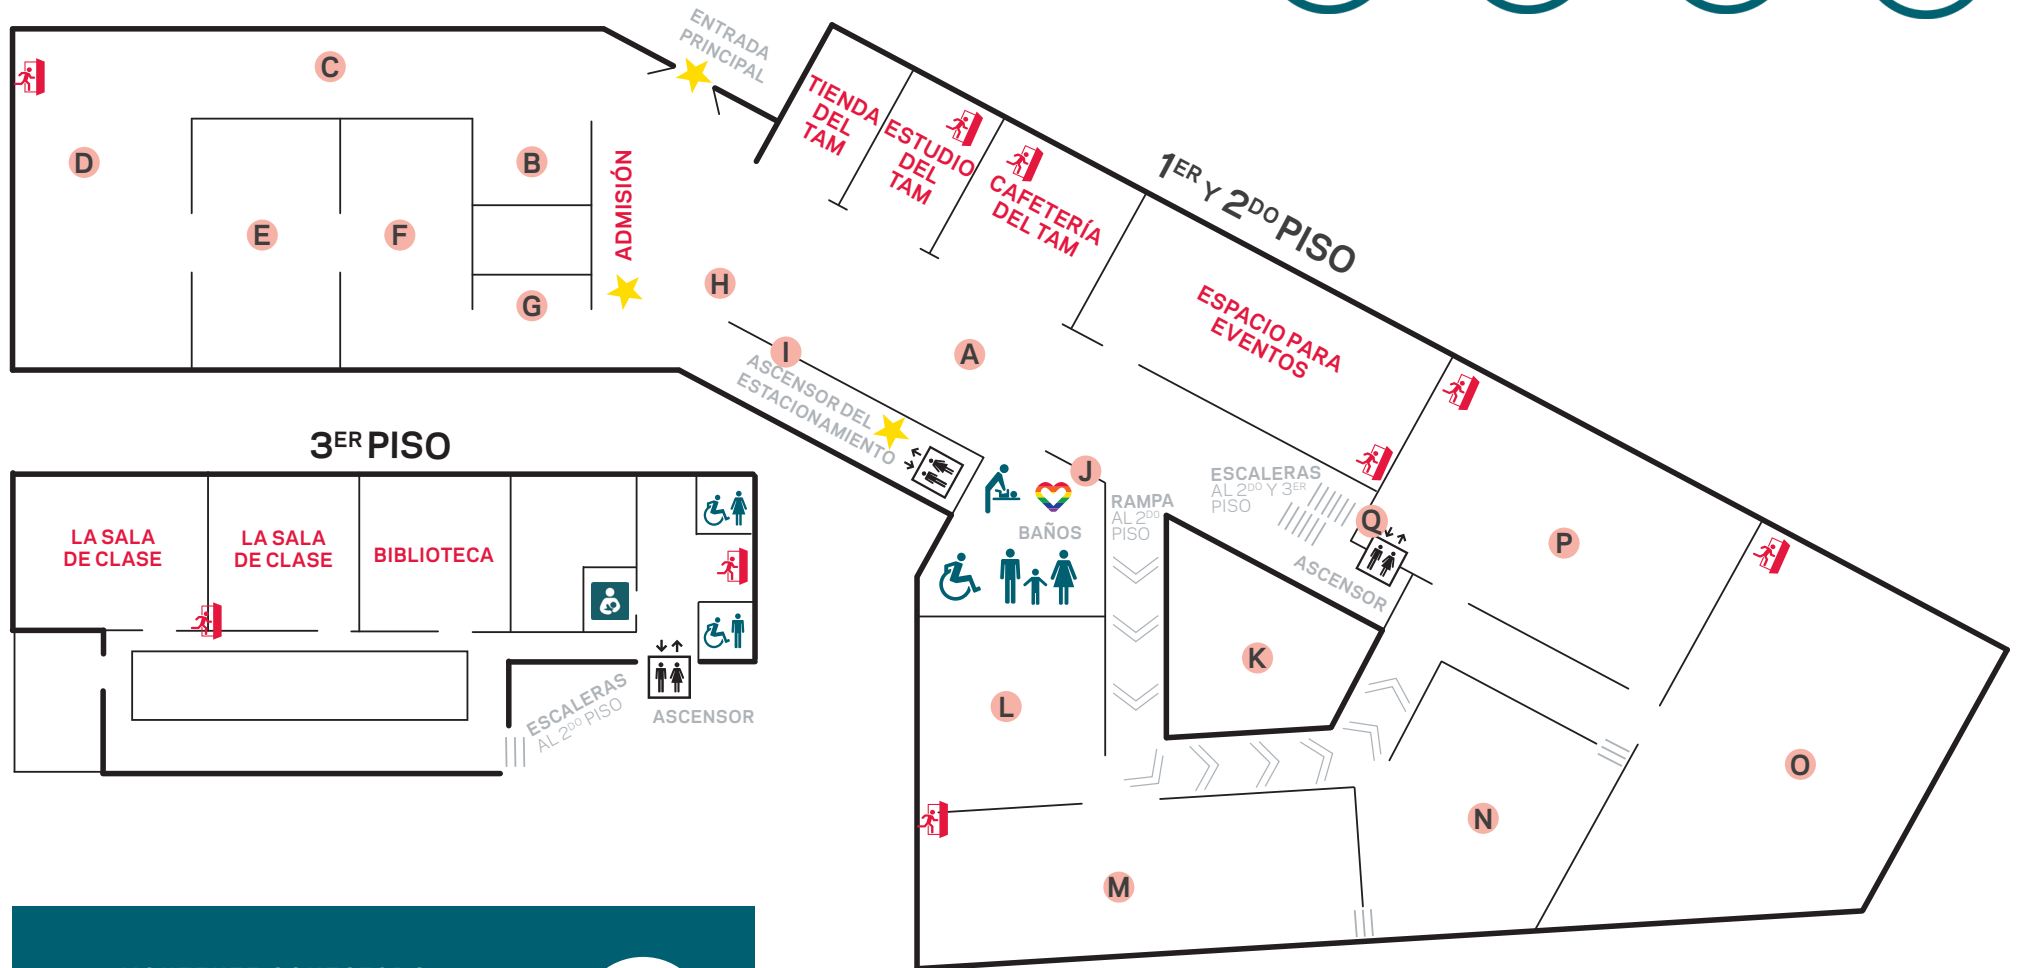 ENTRADA
PRINCIPAL
C
D
B
E
F
G
ADMISIÓN
TIENDA
DEL
TAM
ESTUDIO
DEL
TAM
CAFETERÍA
DEL TAM
1ER Y 2DO PISO
ESPACIO PARA
EVENTOS
H
I
A
ASCENSOR DEL
ESTACIONAMIENTO
J
BAÑOS
RAMPA
AL 2DO
PISO
ESCALERAS
AL 2DO Y 3ER
PISO
Q
ASCENSOR
P
K
L
M
N
O
3ER PISO
LA SALA
DE CLASE
LA SALA
DE CLASE
BIBLIOTECA
ESCALERAS
AL 2DO PISO
ASCENSOR